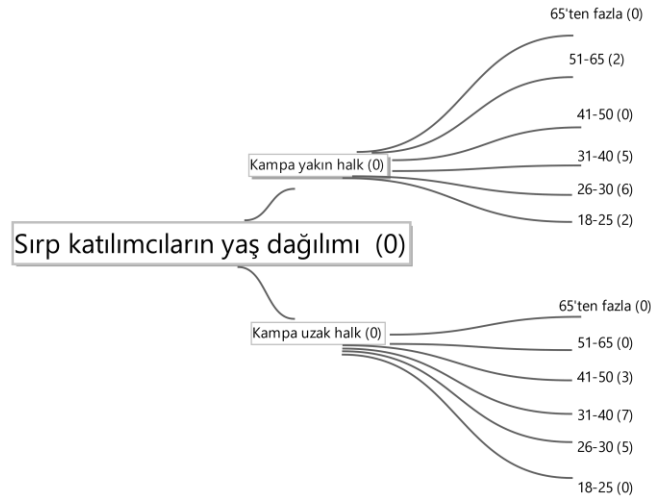 65'ten fazla (0)
51-65 (2)
41-50 (0)
Kampa yakın halk (0)
31-40 (5)
26-30 (6)
18-25 (2)
Sırp katılımcıların yaş dağılımı (0)
65'ten fazla (0)
Kampa uzak halk (0)
51-65 (0)
41-50 (3)
31-40 (7)
26-30 (5)
18-25 (0)